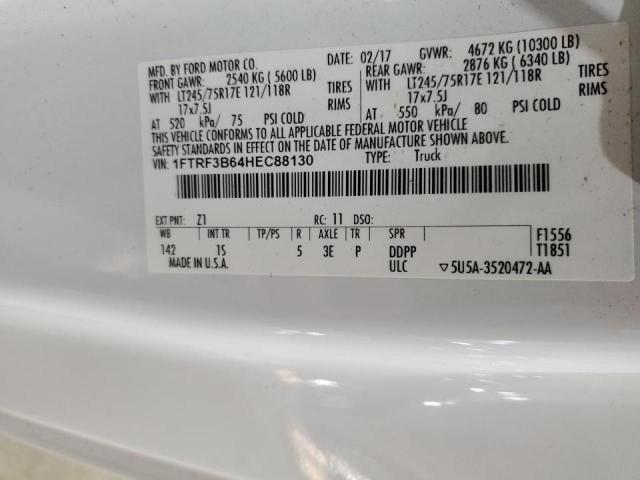 MFD. BY FORD MOTOR CO. DATE: 02/17 GVWR: 4672 KG (10300 LB)
FRONT GAWR: 2540 KG (5600 LB) REAR GAWR: 2876 KG (6340 LB)
WITH LT245/75R17E 121/118R TIRES WITH LT245/75R17E 121/118R TIRES
17x7.5J RIMS 17x7.5J RIMS
AT 520 kPa/ 75 PSI COLD AT 550 kPa/ 80 PSI COLD
THIS VEHICLE CONFORMS TO ALL APPLICABLE FEDERAL MOTOR VEHICLE
SAFETY STANDARDS IN EFFECT ON THE DATE OF MANUFACTURE SHOWN ABOVE.
VIN: 1FTRF3B64HEC88130 TYPE: Truck
EXT PNT: Z1 RC: 11 DSO:
WB INT TR TP/PS R AXLE TR SPR F1556
142 1S 5 3E P DDPP T1851
MADE IN U.S.A. ULC ▽5U5A-3520472-AA